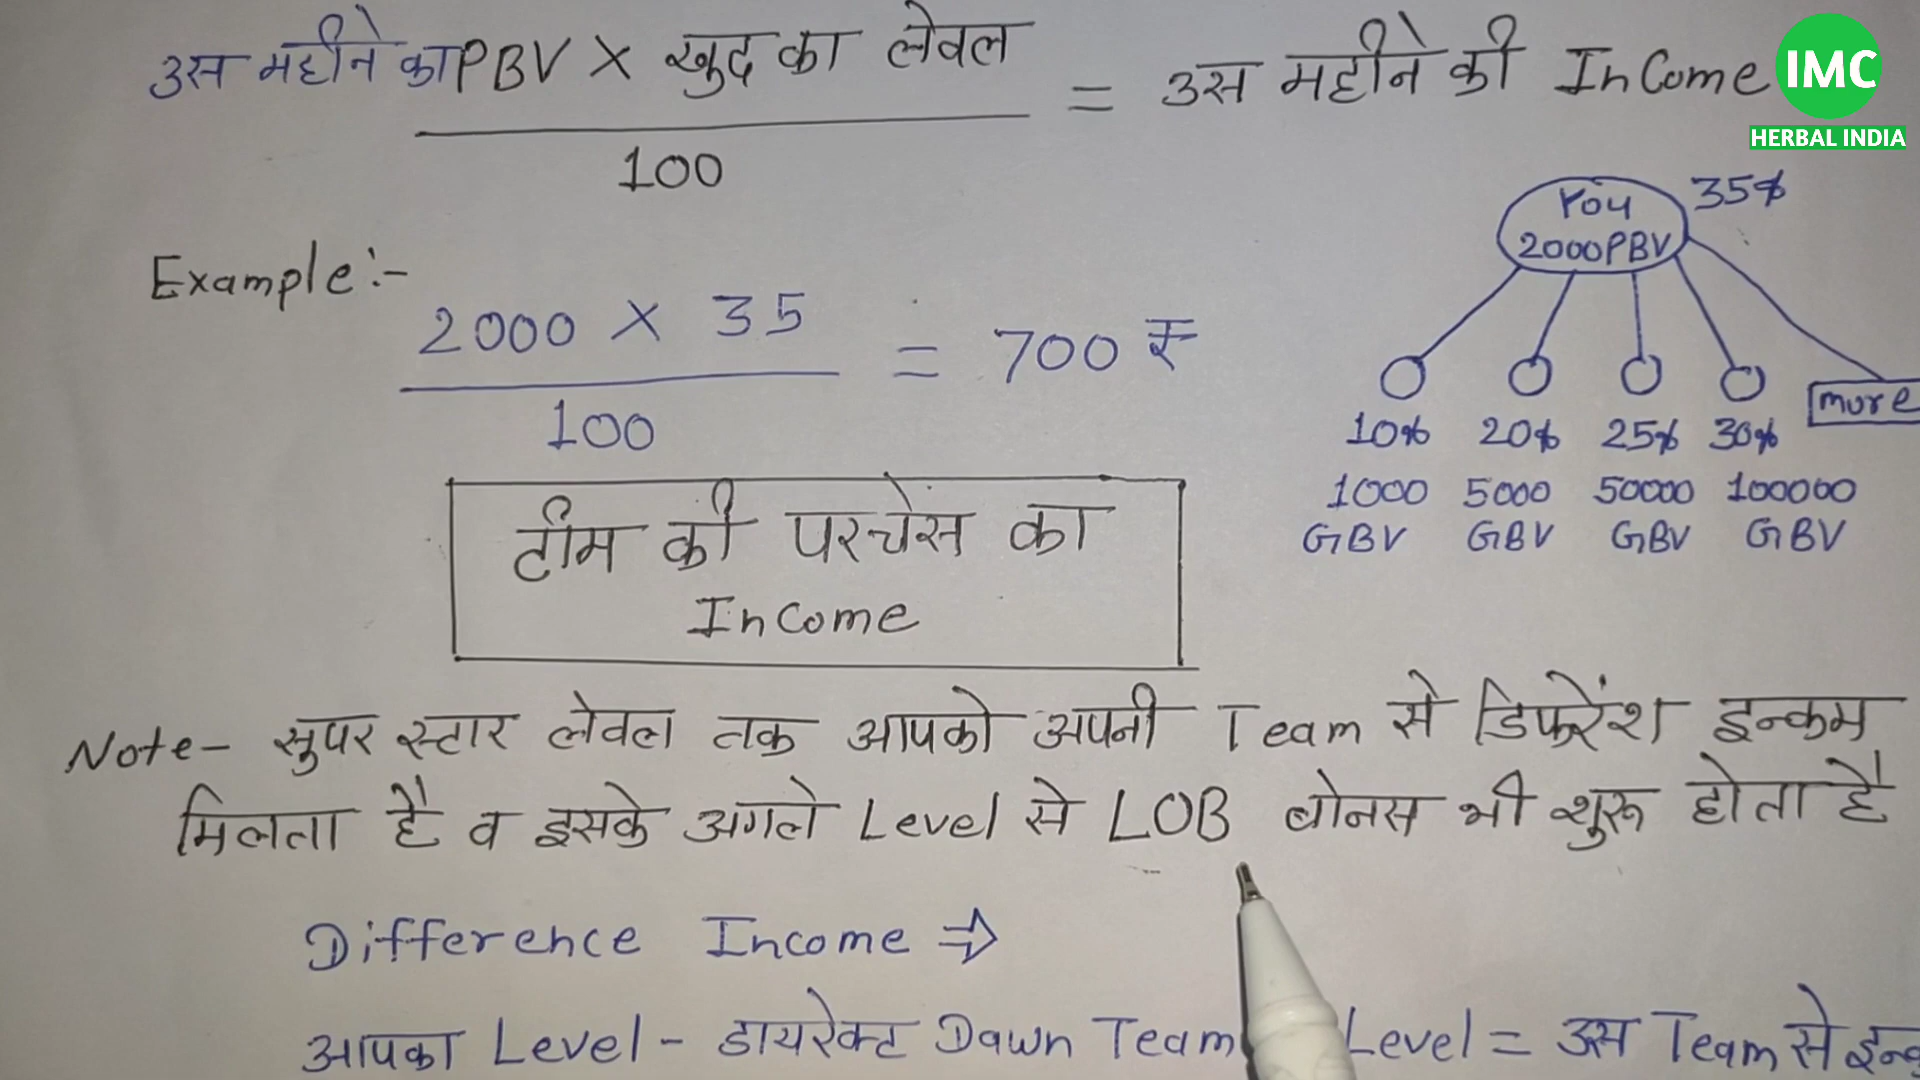 उस महीने का PBV X खुद का लेवल
100
= उस महीने की InCome
IMC
HERBAL INDIA
Example:-
2000 X 35
100
= 700 ₹
You
2000PBV
35%
more
10% 20% 25% 30%
1000 5000 50000 100000
GBV GBV GBV GBV
टीम की परचेस का
InCome
Note- सुपर स्टार लेवल तक आपको अपनी Team से डिफरेंश इन्कम
मिलता है व इसके अगले Level से LOB बोनस भी शुरू होता है
Difference Income ⇒
आपका Level - डायरेक्ट Dawn Team Level = उस Team से